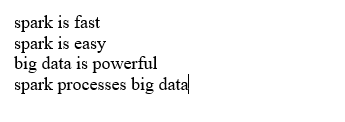 spark is fast
spark is easy
big data is powerful
spark processes big data